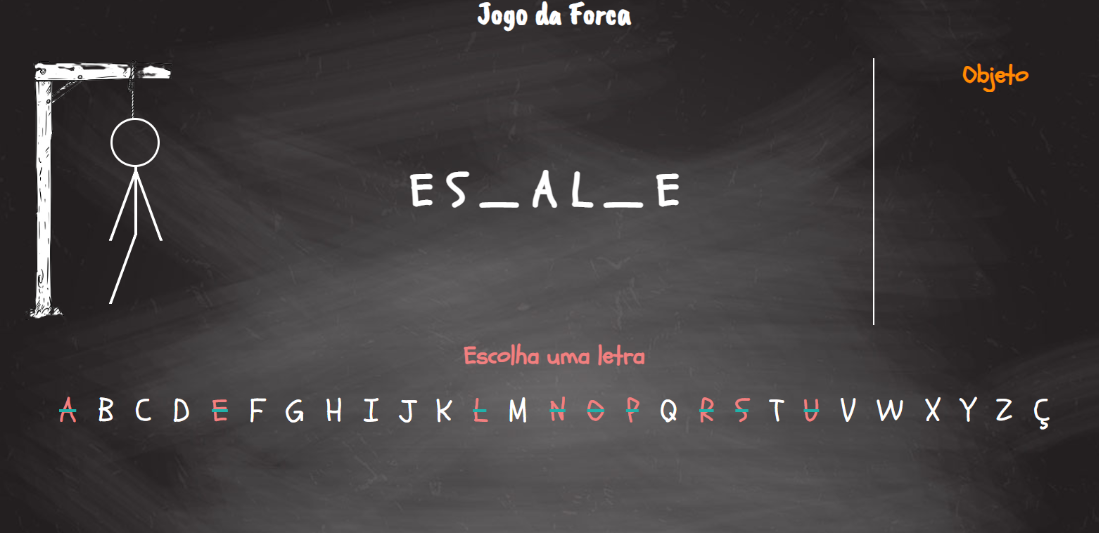 Jogo da Forca
Objeto
ES_AL_E
Escolha uma letra
A B C D E F G H I J K L M N O P Q R S T U V W X Y Z Ç